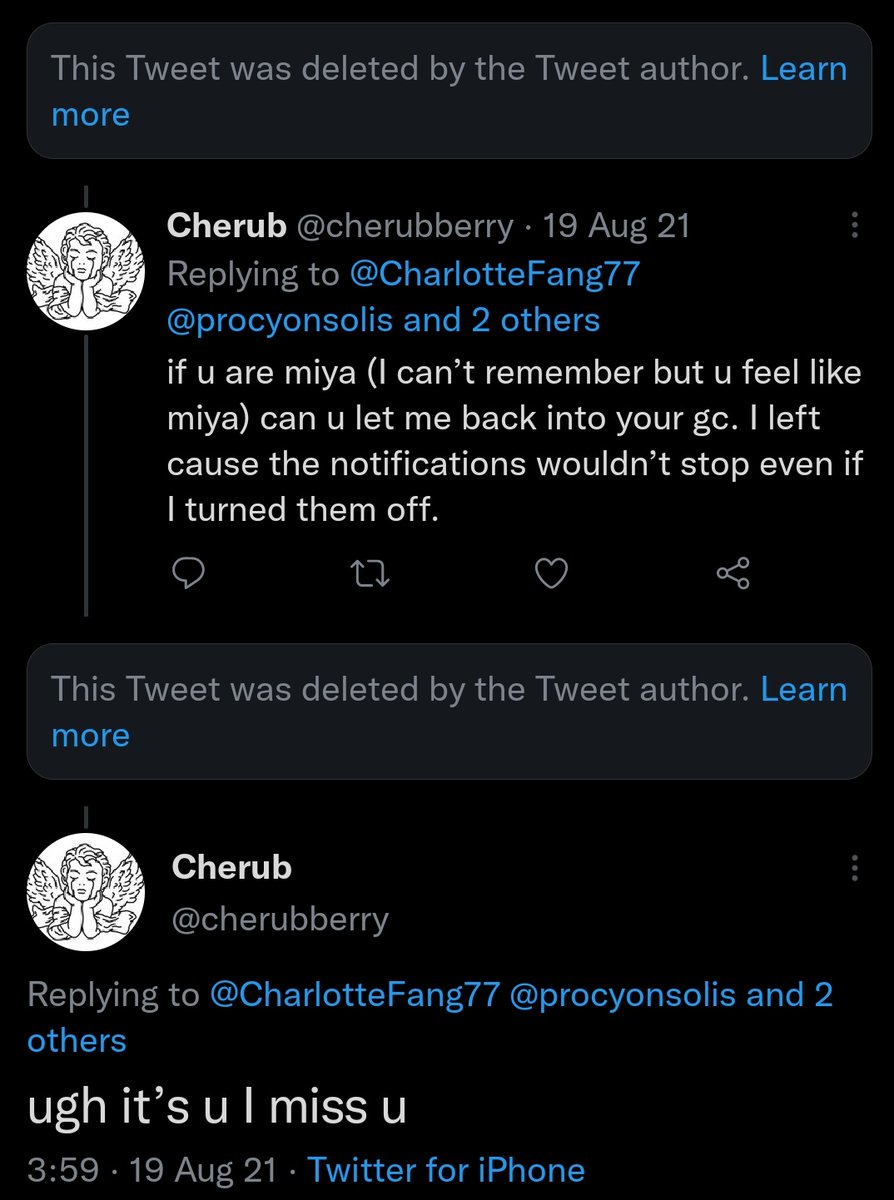 This Tweet was deleted by the Tweet author. Learn
more
Cherub @cherubberry · 19 Aug 21
Replying to @CharlotteFang77
@procyonsolis and 2 others
if u are miya (I can’t remember but u feel like
miya) can u let me back into your gc. I left
cause the notifications wouldn’t stop even if
I turned them off.
This Tweet was deleted by the Tweet author. Learn
more
Cherub
@cherubberry
Replying to @CharlotteFang77 @procyonsolis and 2
others
ugh it’s u I miss u
3:59 · 19 Aug 21 · Twitter for iPhone